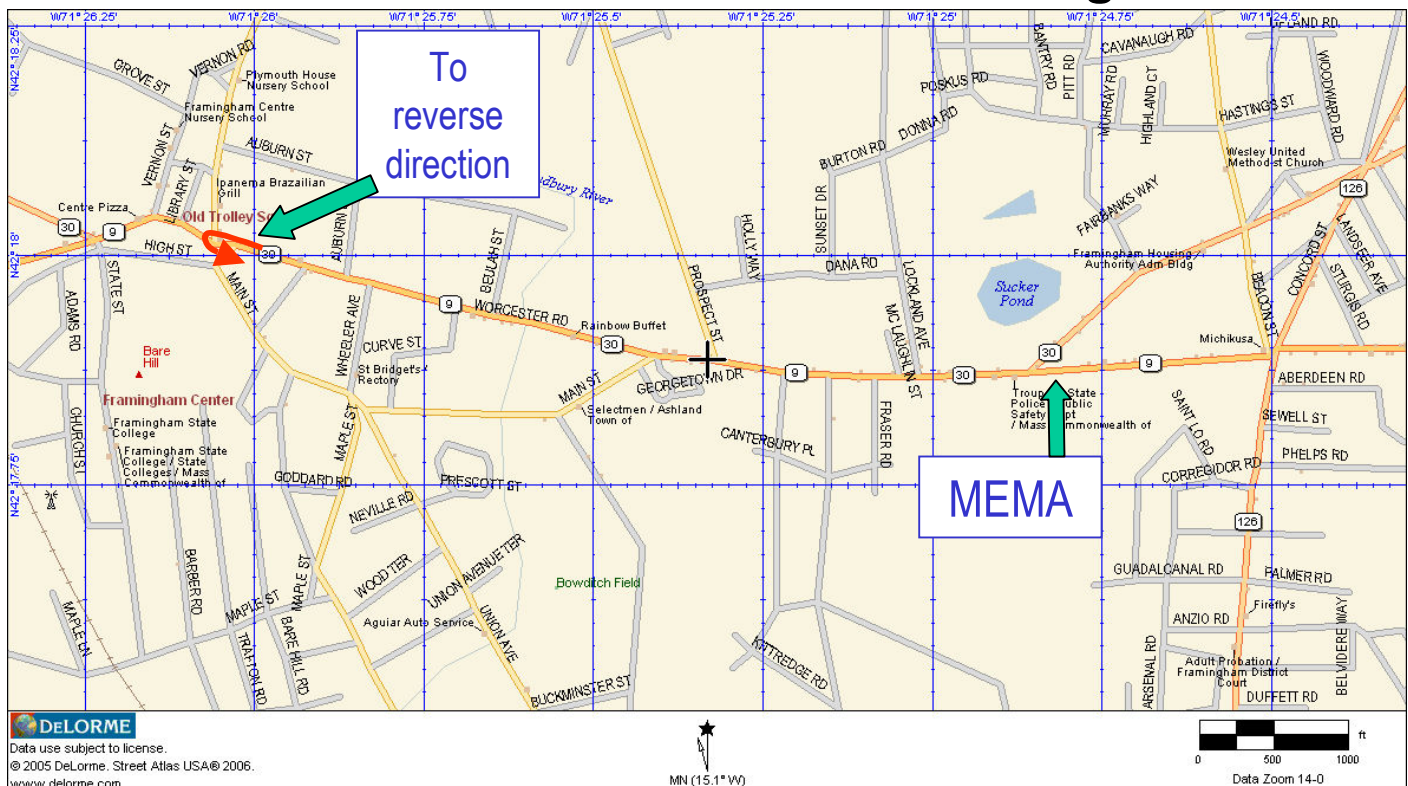 W71°26.25'
W71°26'
W71°25.75'
W71°25.5'
W71°25.25'
W71°25'
W71°24.75'
W71°24.5'
N42°18.25'
N42°18'
N42°17.75'
To
reverse
direction
MEMA
GROVE ST
VERNON RD
Plymouth House
Nursery School
Framingham Centre
Nursery School
VERNON ST
LIBRARY ST
AUBURN ST
Ipanema Brazailian
Grill
Centre Pizza
Old Trolley
30
9
HIGH ST
30
AUBURN
BEULAH ST
River
MAIN ST
STATE ST
ADAMS RD
Bare
Hill
Framingham Center
Framingham State
College
Framingham State
College / State
Colleges / Mass
Commonwealth of
CHURCH ST
WHEELER AVE
CURVE ST
St Bridget's
Rectory
9
WORCESTER RD
Rainbow Buffet
30
MAIN ST
GEORGETOWN DR
Selectmen / Ashland
Town of
PROSPECT ST
HOLLY WAY
DANA RD
SUNSET DR
BURTON RD
DONNA RD
POSKUS RD
BANTRY RD
PITT RD
CAVANAUGH RD
MURRAY RD
HIGHLAND CT
HASTINGS ST
WOODWARD RD
Wesley United
Method-st Church
126
FAIRBANKS WAY
Framingham Housing /
Authority Adm Bldg
Sucker
Pond
LOCKLAND AVE
MC LAUGHLIN ST
BEACON ST
CONCORD ST
LANDSEER AVE
STURGIS RD
Michikusa
30
9
30
9
State
Police
Public
Safety
/ Mass
Commonwealth of
ABERDEEN RD
SEWELL ST
PHELPS RD
SAINT LO RD
CORREGIDOR RD
126
FRASER RD
CANTERBURY PL
MAPLE ST
GODDARD RD
PRESCOTT ST
NEVILLE RD
WOOD TER
UNION AVENUE TER
UNION AVE
Aguiar Auto Service
Bowditch Field
BUCKMINSTER ST
KITTREDGE RD
MAPLE LN
BARBER RD
MAPLE ST
TRAFTON RD
BARE HILL RD
MAPLE ST
GUADALCANAL RD
PALMER RD
Firefly's
ANZIO RD
ARSENAL RD
BELVIDERE WAY
Adult Probation /
Framingham District
Court
DUFFETT RD
DELORME
Data use subject to license.
© 2005 DeLorme. Street Atlas USA® 2006.
www.delorme.com
MN (15.1° W)
ft
0 500 1000
Data Zoom 14-0